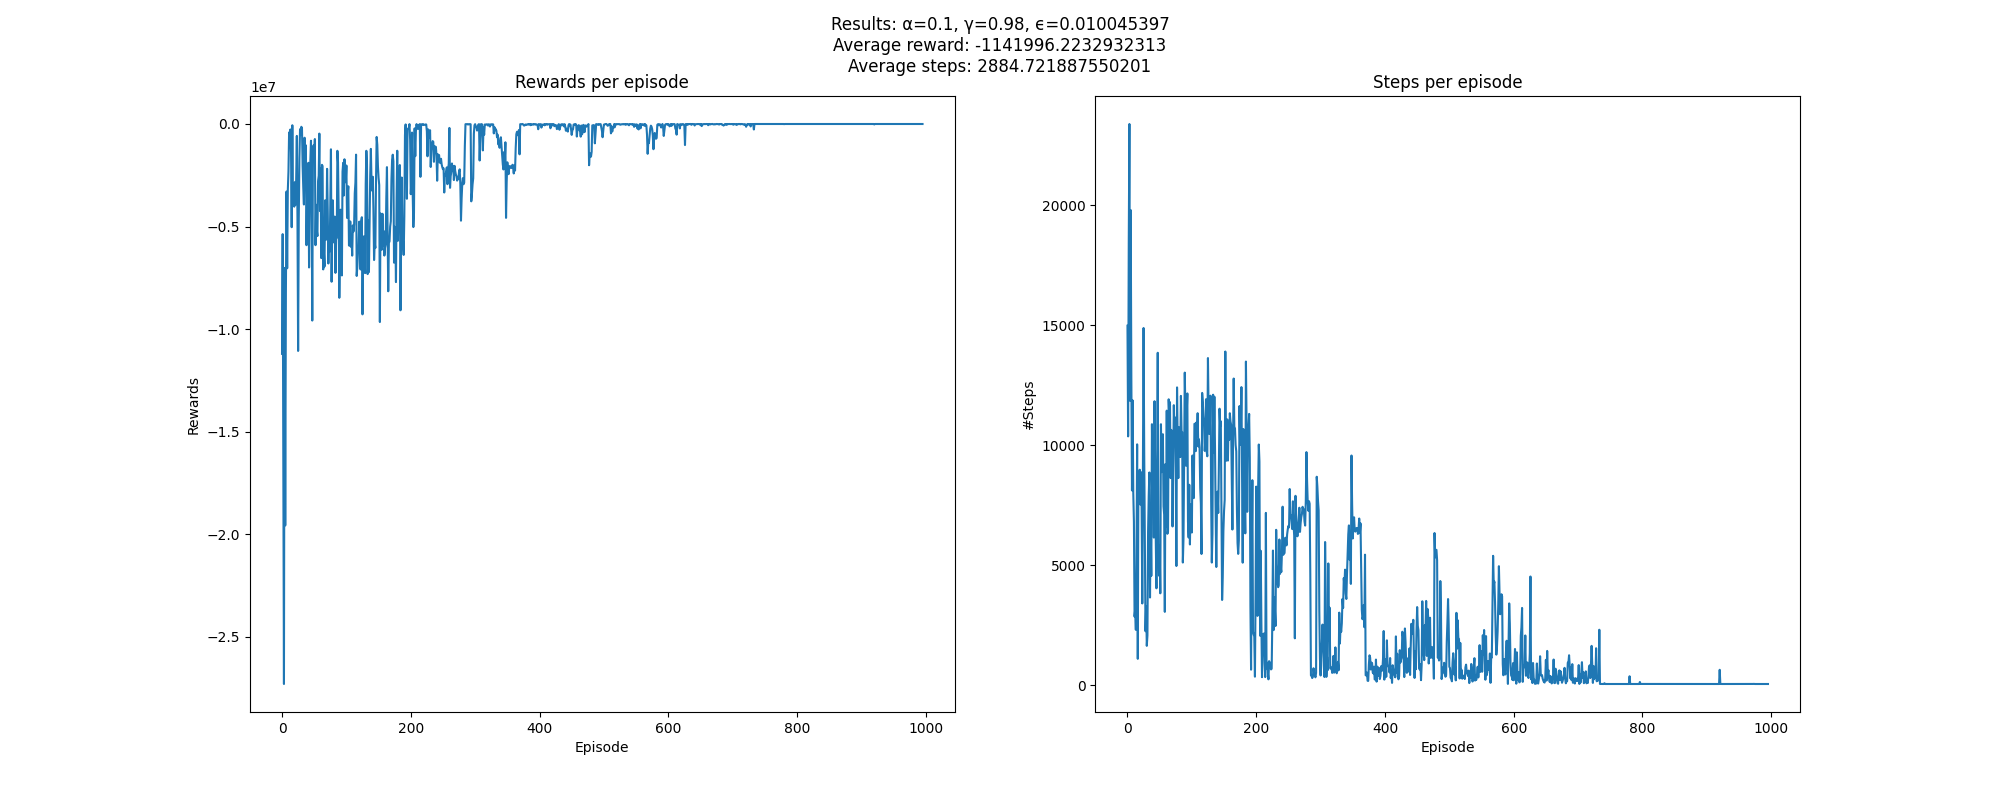 Results: α=0.1, γ=0.98, ϵ=0.010045397
Average reward: -1141996.2232932313
Average steps: 2884.721887550201
Rewards per episode
1e7
0.0
−0.5
−1.0
−1.5
−2.0
−2.5
Rewards
0 200 400 600 800 1000
Episode
Steps per episode
20000
15000
10000
5000
0
#Steps
0 200 400 600 800 1000
Episode